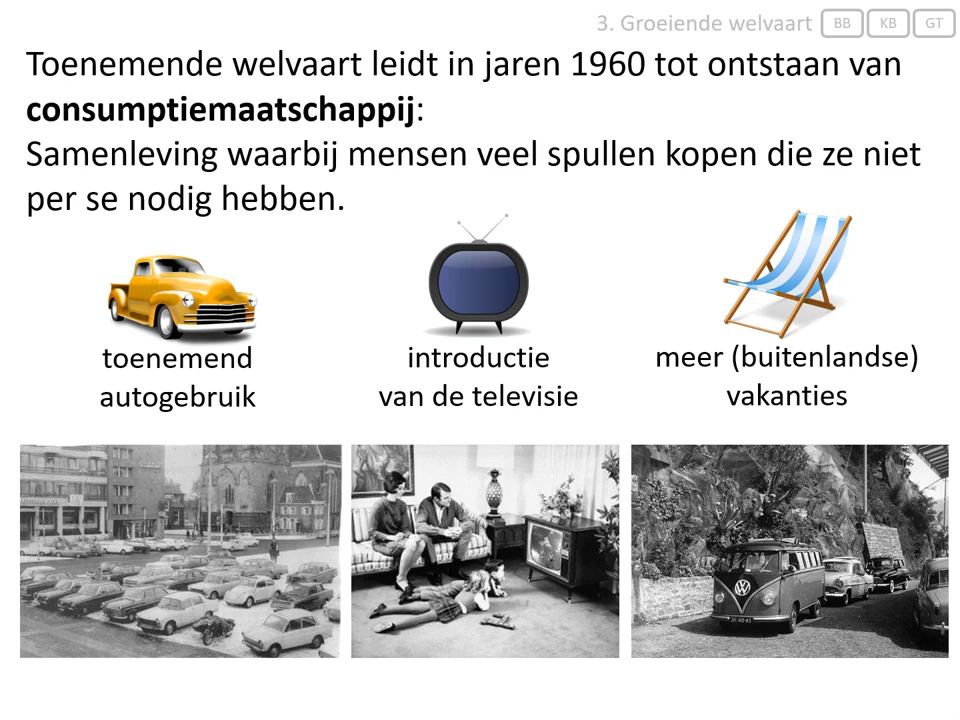 3. Groeiende welvaart BB KB GT
Toenemende welvaart leidt in jaren 1960 tot ontstaan van
consumptiemaatschappij:
Samenleving waarbij mensen veel spullen kopen die ze niet
per se nodig hebben.
toenemend
autogebruik
introductie
van de televisie
meer (buitenlandse)
vakanties